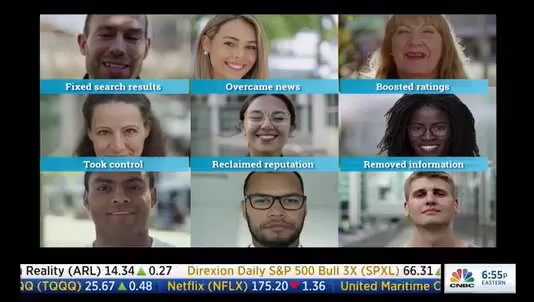 Fixed search results
Overcame news
Boosted ratings
Took control
Reclaimed reputation
Removed information
Reality (ARL) 14.34 ▲ 0.27 Direxion Daily S&P 500 Bull 3X (SPXL) 66.31
(TQQQ) 25.67 ▲ 0.48 Netflix (NFLX) 175.20 ▼ 1.36 United Maritime C
CNBC
6:55P
EASTERN